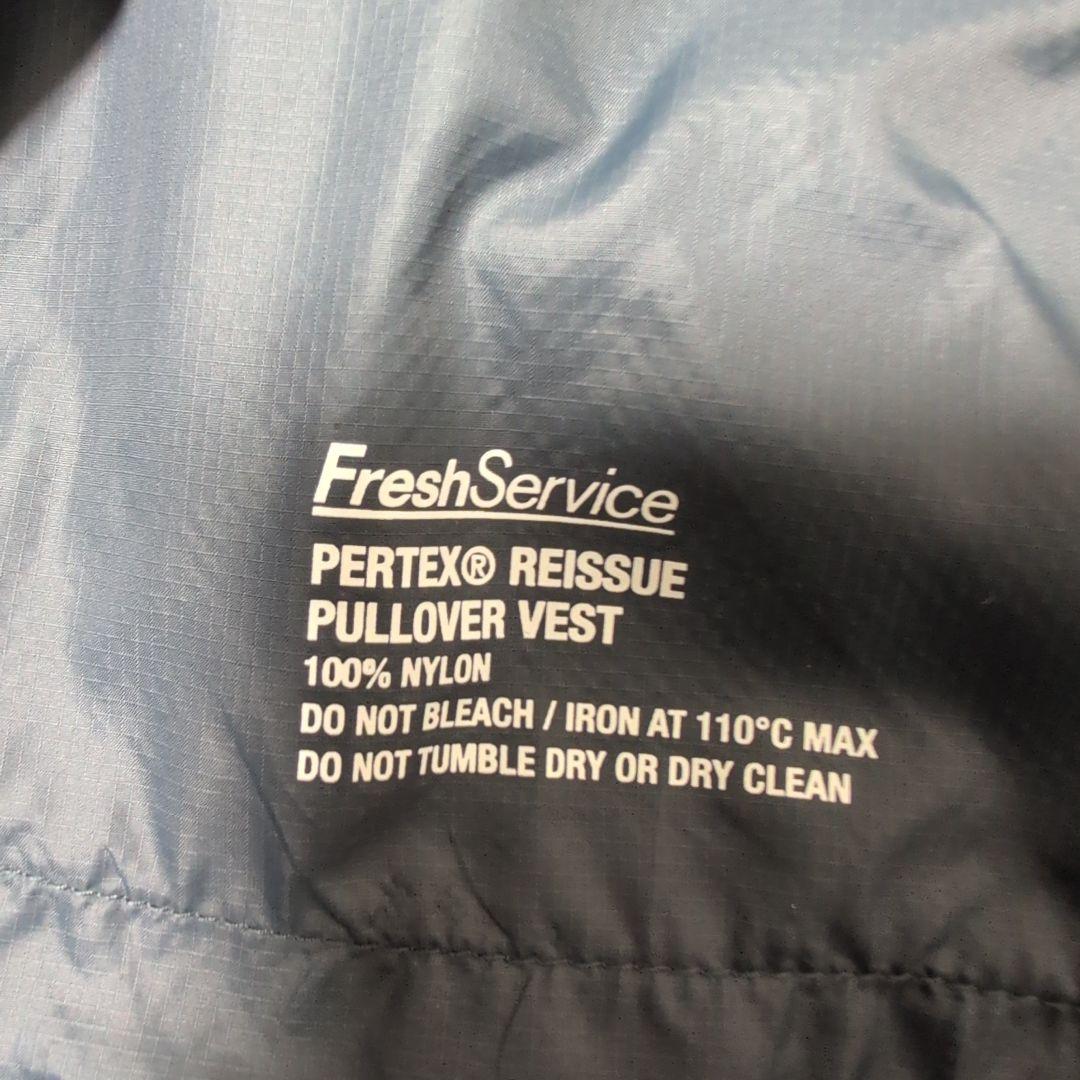 FreshService
PERTEX® REISSUE
PULLOVER VEST
100% NYLON
DO NOT BLEACH / IRON AT 110°C MAX
DO NOT TUMBLE DRY OR DRY CLEAN